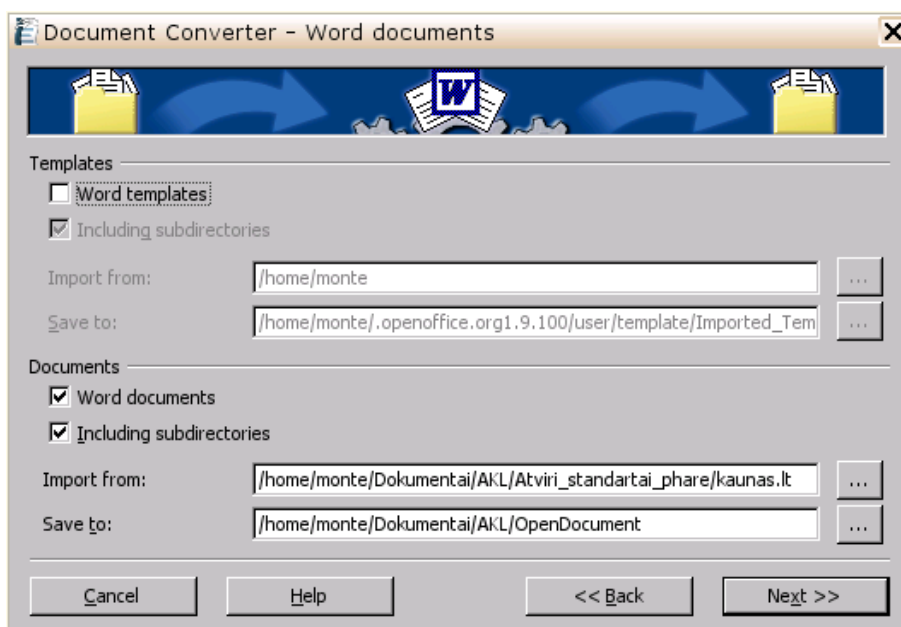 Document Converter - Word documents
W
Templates
Word templates
Including subdirectories
Import from: /home/monte ...
Save to: /home/monte/.openoffice.org1.9.100/user/template/Imported_Tem ...
Documents
Word documents
Including subdirectories
Import from: /home/monte/Dokumentai/AKL/Atviri_standartai_phare/kaunas.lt ...
Save to: /home/monte/Dokumentai/AKL/OpenDocument ...
Cancel Help << Back Next >>